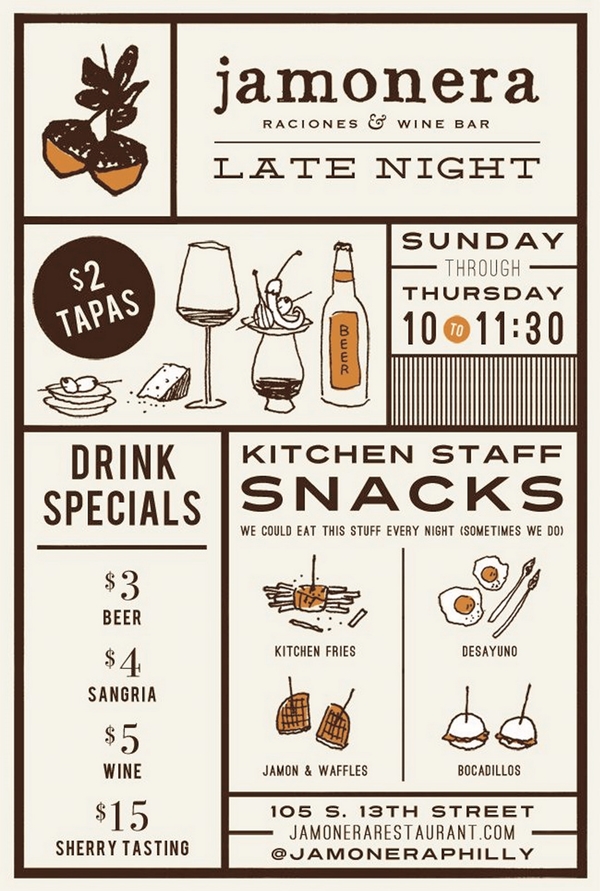 jamonera
RACIONES & WINE BAR
LATE NIGHT
$2
TAPAS
BEER
SUNDAY
THROUGH
THURSDAY
10 TO 11:30
DRINK
SPECIALS
$3
BEER
$4
SANGRIA
$5
WINE
$15
SHERRY TASTING
KITCHEN STAFF
SNACKS
WE COULD EAT THIS STUFF EVERY NIGHT (SOMETIMES WE DO)
KITCHEN FRIES
DESAYUNO
JAMON & WAFFLES
BOCADILLOS
105 S. 13TH STREET
JAMONERARESTAURANT.COM
@JAMONERAPHILLY